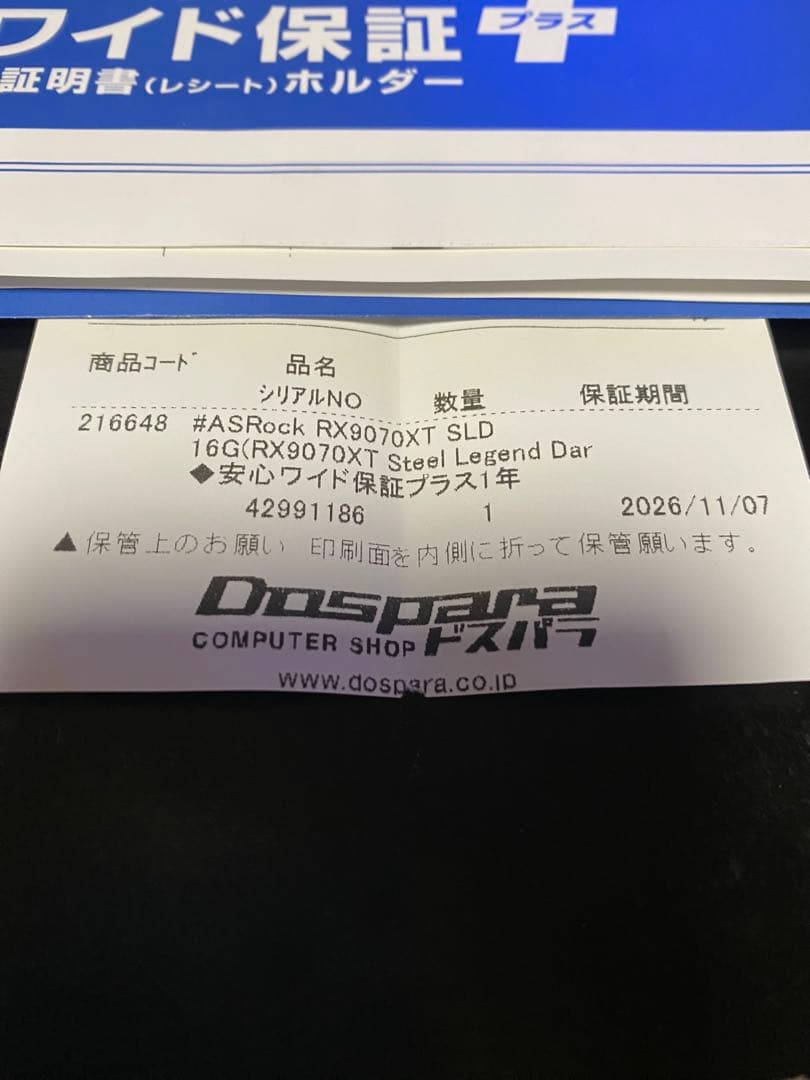 ワイド保証 プラス
証明書(レシート)ホルダー
商品コード 品名
シリアルNO 数量 保証期間
216648 #ASRock RX9070XT SLD
16G(RX9070XT Steel Legend Dar
◆安心ワイド保証プラス1年
42991186 1 2026/11/07
▲保管上のお願い 印刷面を内側に折って保管願います。
Dospara
COMPUTER SHOP ドスパラ
www.dospara.co.jp